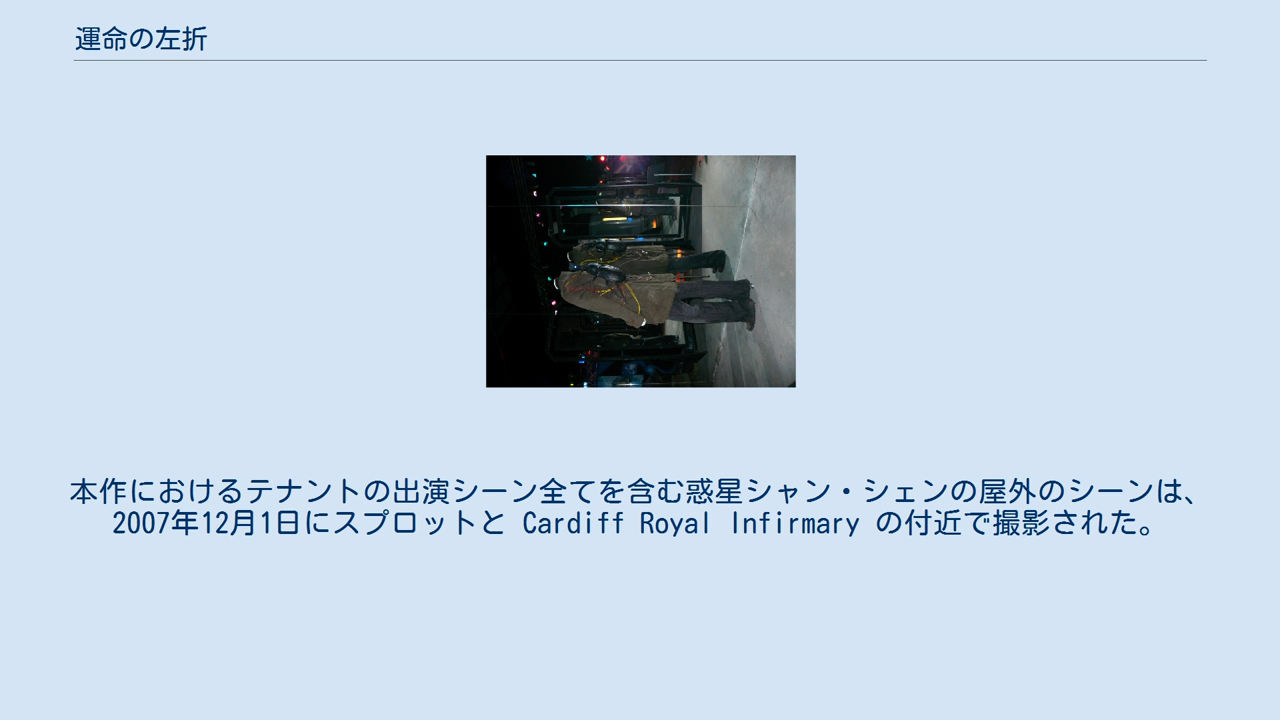 運命の左折
本作におけるテナントの出演シーン全てを含む惑星シャン・シェンの屋外のシーンは、
2007年12月1日にスプロットと Cardiff Royal Infirmary の付近で撮影された。